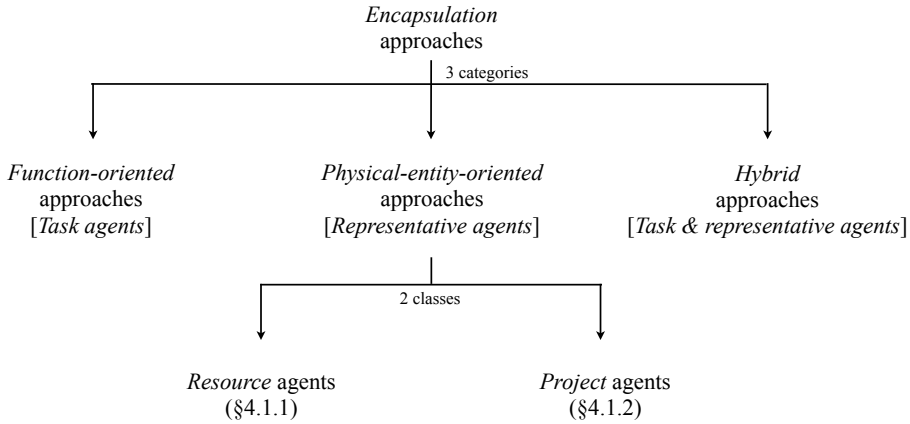 Encapsulation
approaches
3 categories
Function-oriented
approaches
[Task agents]
Physical-entity-oriented
approaches
[Representative agents]
Hybrid
approaches
[Task & representative agents]
2 classes
Resource agents
(§4.1.1)
Project agents
(§4.1.2)